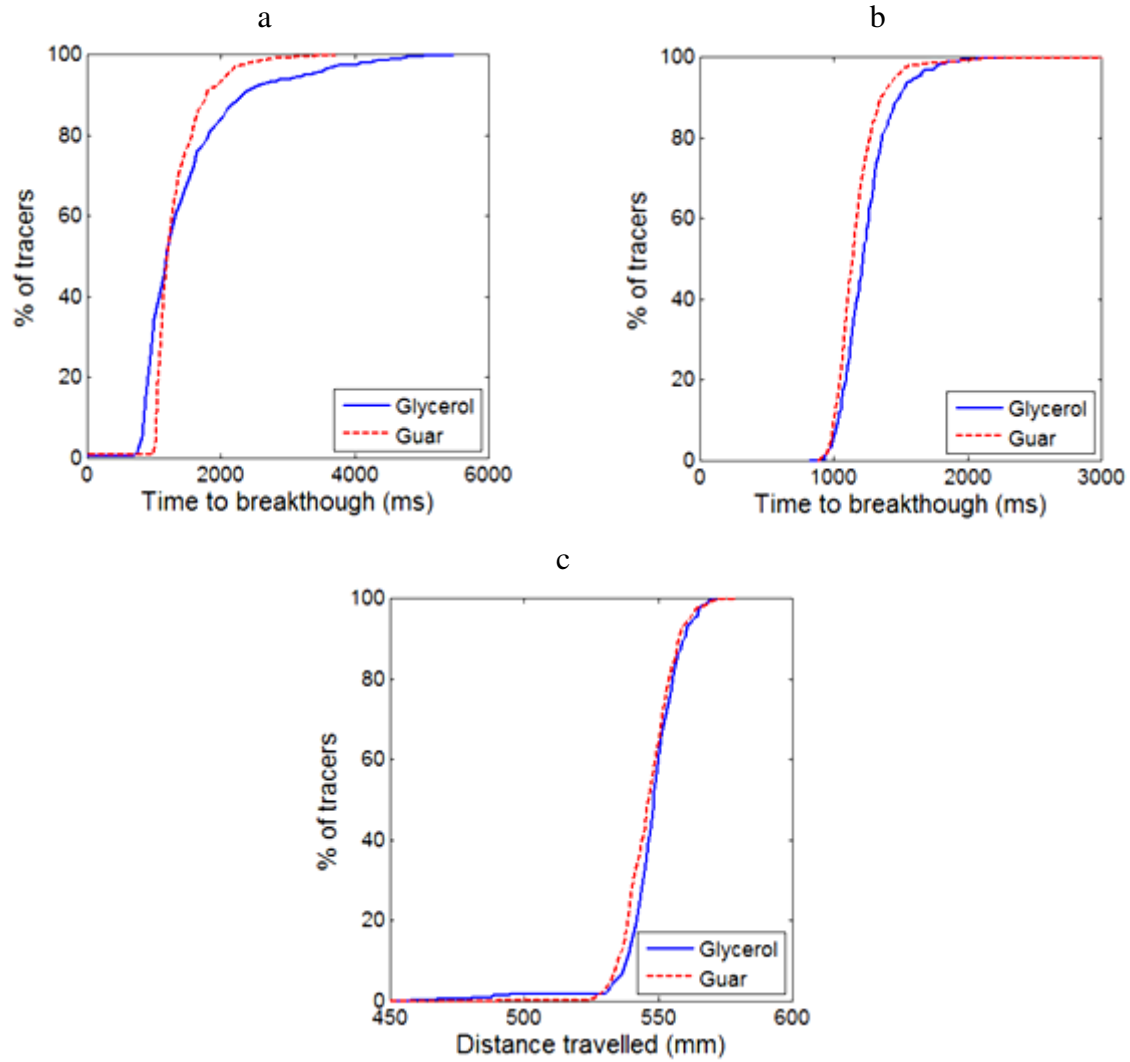 a
100
80
60
40
20
0
% of tracers
Glycerol
Guar
0 2000 4000 6000
Time to breakthough (ms)
b
100
80
60
40
20
0
% of tracers
Glycerol
Guar
0 1000 2000 3000
Time to breakthough (ms)
c
100
80
60
40
20
0
% of tracers
Glycerol
Guar
450 500 550 600
Distance travelled (mm)